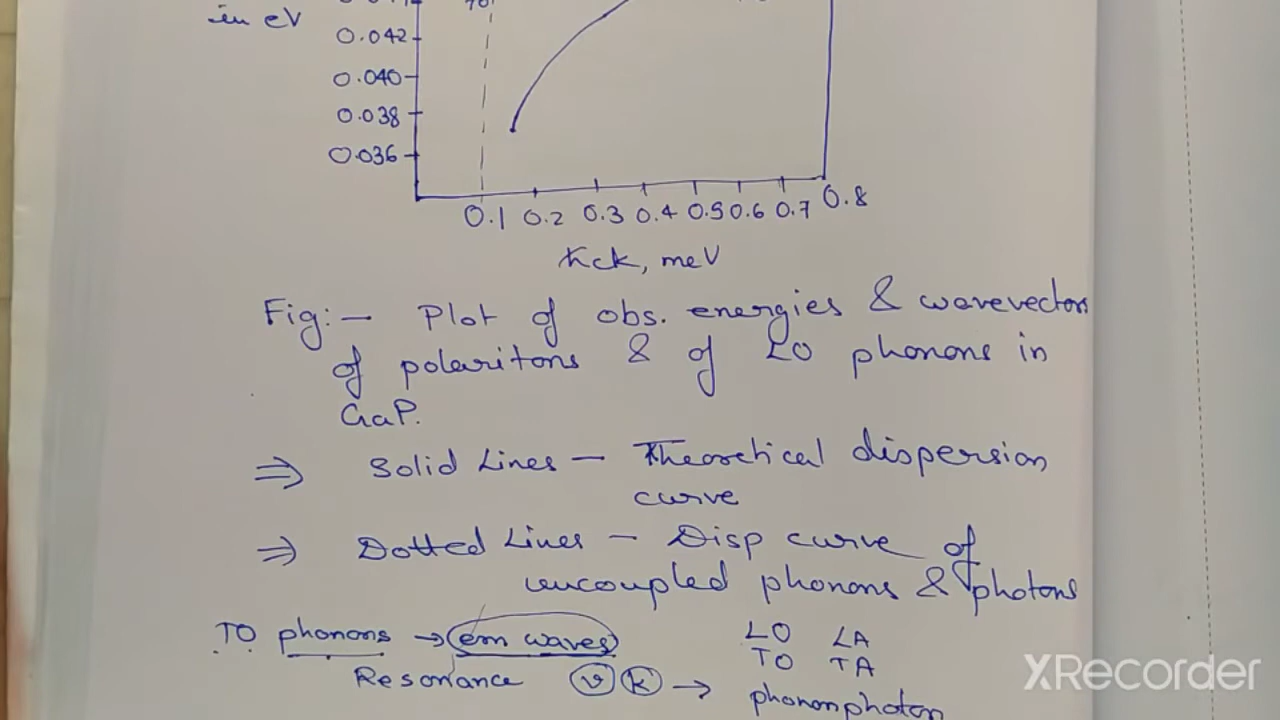 in eV
0.042
0.040
0.038
0.036
0.1 0.2 0.3 0.4 0.5 0.6 0.7 0.8
ħck, meV
Fig:- Plot of obs. energies & wavevectors
of polaritons & of LO phonons in
GaP.
⇒ Solid Lines - Theoretical dispersion
curve
⇒ Dotted Lines - Disp curve of
uncoupled phonons & photons
TO phonons → em waves
LO LA
TO TA
Resonance ν k → phonon photon
XRecorder